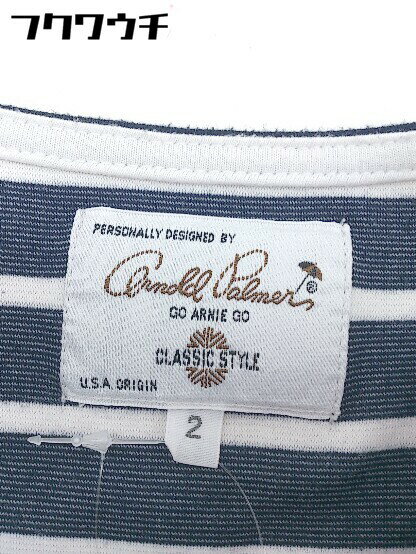 フクワウチ
PERSONALLY DESIGNED BY
Arnold Palmer ®
GO ARNIE GO
CLASSIC STYLE
U.S.A. ORIGIN
2